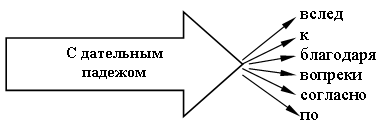 С дательным
падежом
вслед
к
благодаря
вопреки
согласно
по